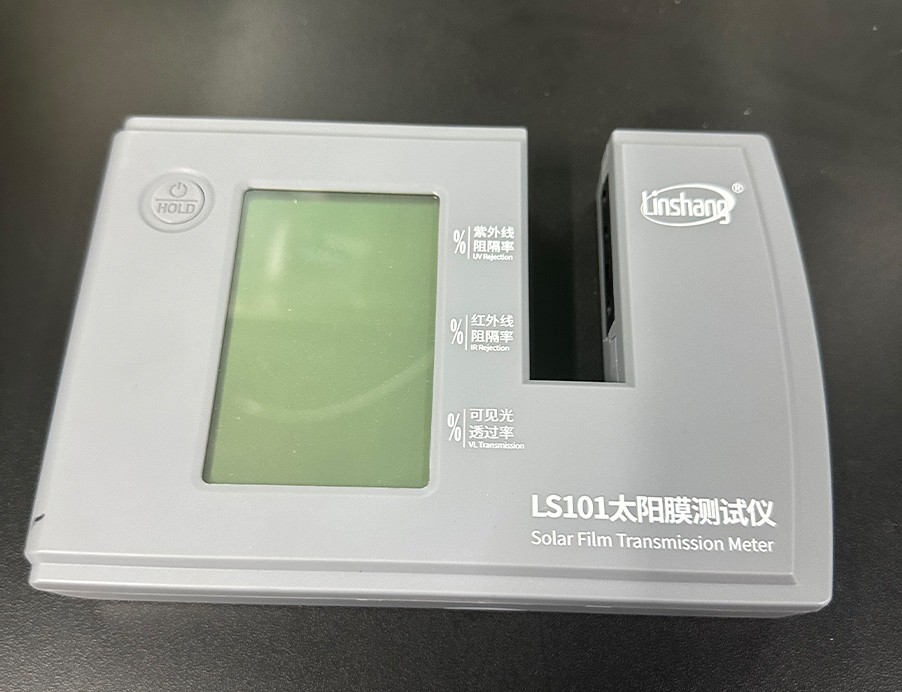 HOLD
Linshang®
% 紫外线
阻隔率
UV Rejection
% 红外线
阻隔率
IR Rejection
% 可见光
透过率
VL Transmission
LS101太阳膜测试仪
Solar Film Transmission Meter